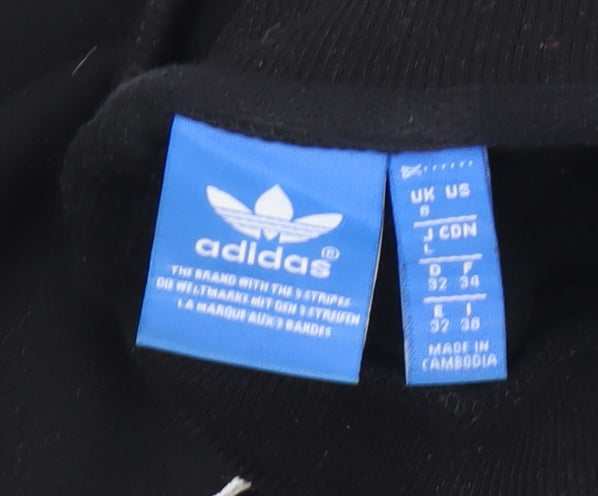 adidas®
THE BRAND WITH THE 3 STRIPES
DIE WELTMARKE MIT DEN 3 STREIFEN
LA MARQUE AUX 3 BANDES
UK US
J CDN
L
D F
32 34
E I
32 38
MADE IN
CAMBODIA